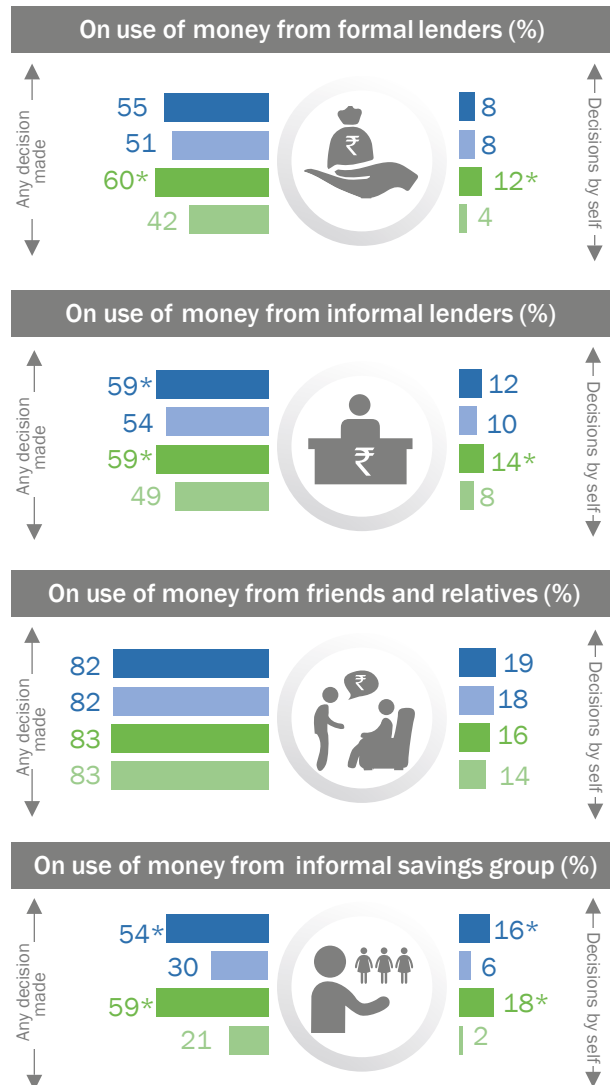 On use of money from formal lenders (%)
Any decision
made
55
51
60*
42
₹
8
8
12*
4
Decisions by self
On use of money from informal lenders (%)
Any decision
made
59*
54
59*
49
₹
12
10
14*
8
Decisions by self
On use of money from friends and relatives (%)
Any decision
made
82
82
83
83
₹
19
18
16
14
Decisions by self
On use of money from informal savings group (%)
Any decision
made
54*
30
59*
21
16*
6
18*
2
Decisions by self